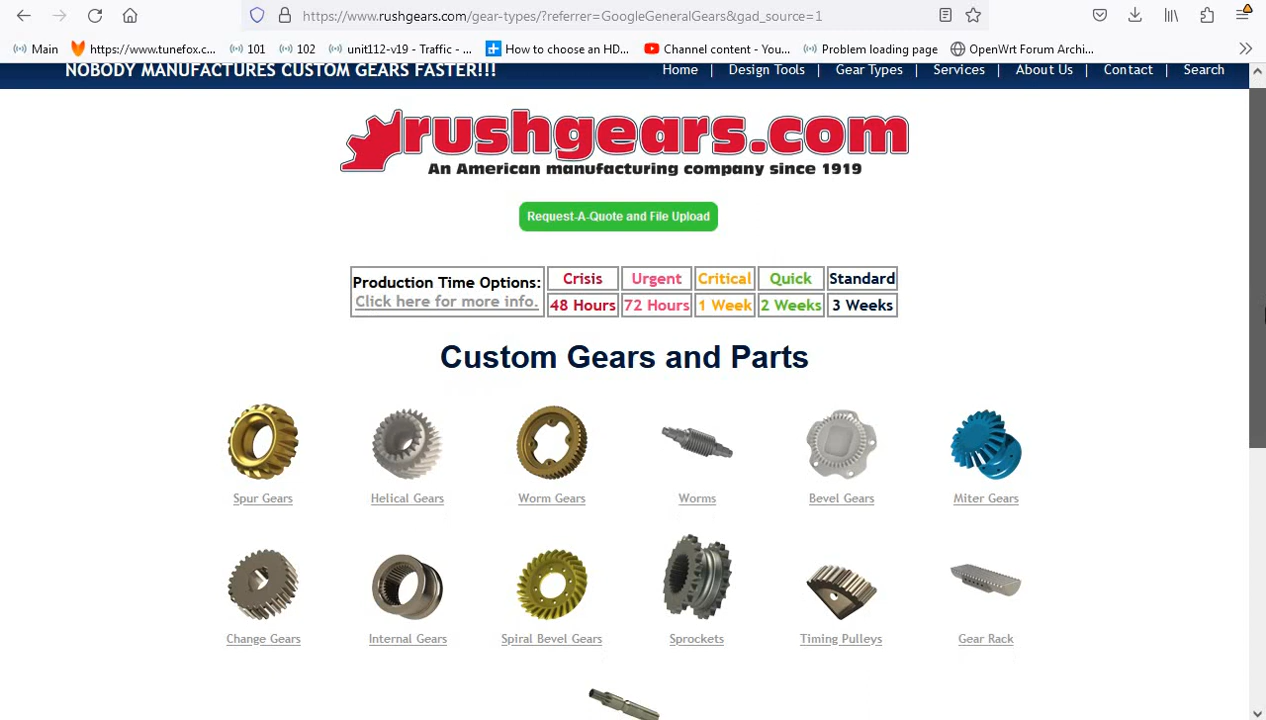 https://www.rushgears.com/gear-types/?referrer=GoogleGeneralGears&gad_source=1
Main https://www.tunefox.c... 101 102 unit112-v19 - Traffic - ... How to choose an HD... Channel content - You... Problem loading page OpenWrt Forum Archi...
NOBODY MANUFACTURES CUSTOM GEARS FASTER!!! Home | Design Tools | Gear Types | Services | About Us | Contact | Search
rushgears.com
An American manufacturing company since 1919
Request-A-Quote and File Upload
Production Time Options: Crisis Urgent Critical Quick Standard
Click here for more info. 48 Hours 72 Hours 1 Week 2 Weeks 3 Weeks
Custom Gears and Parts
Spur Gears Helical Gears Worm Gears Worms Bevel Gears Miter Gears
Change Gears Internal Gears Spiral Bevel Gears Sprockets Timing Pulleys Gear Rack